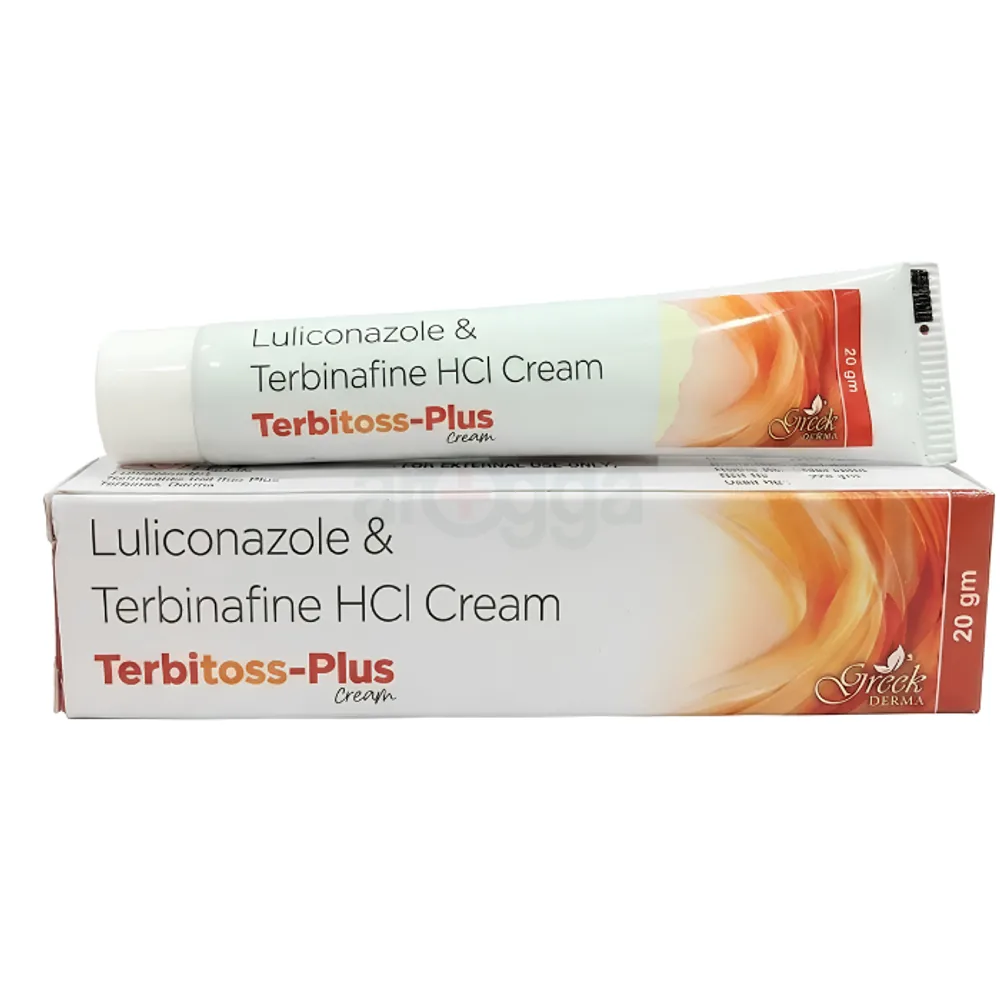 Luliconazole &
Terbinafine HCl Cream
Terbitoss-Plus
Cream
20 gm
Greek
DERMA
FOR EXTERNAL USE ONLY.
arogga
Luliconazole &
Terbinafine HCl Cream
Terbitoss-Plus
Cream
20 gm
Greek
DERMA